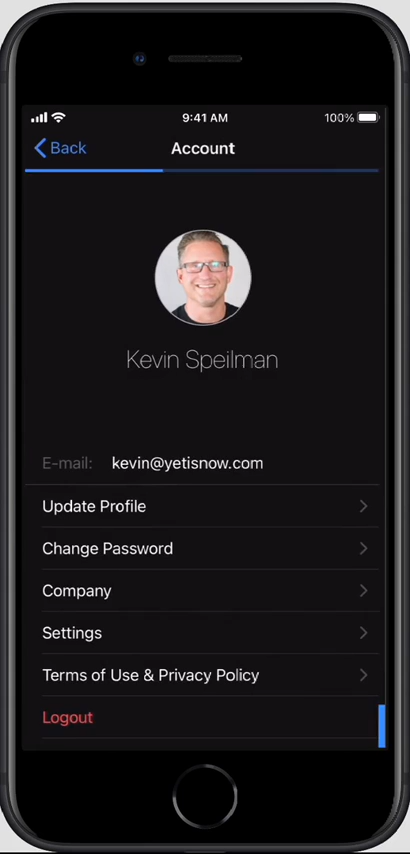 9:41 AM 100%
Back Account
Kevin Speilman
E-mail: kevin@yetisnow.com
Update Profile
Change Password
Company
Settings
Terms of Use & Privacy Policy
Logout